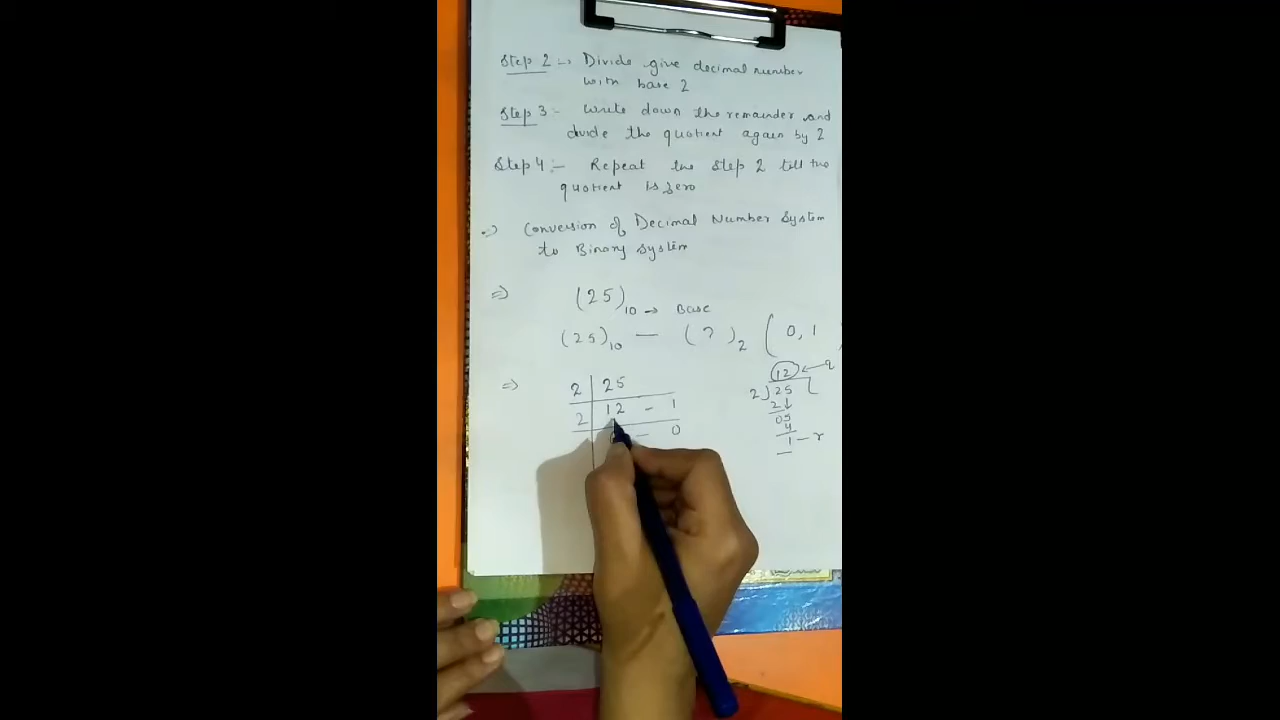 Step 2 :-> Divide give decimal number
with base 2
Step 3 :- Write down the remainder and
divide the quotient again by 2
Step 4 :- Repeat the step 2 till the
quotient is zero
Conversion of Decimal Number System
to Binary System
=> (25)10 -> Base
(25)10 — (?)2 (0,1
=> 2 | 25
2 | 12 - 1
- 0
12 <- q
2)25(
2↓
05
4
1 - r